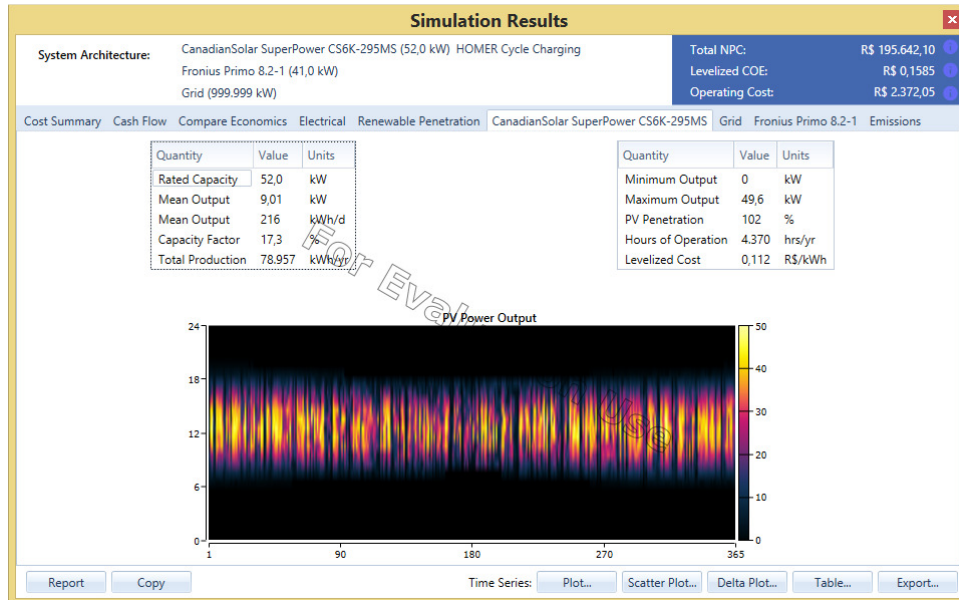 Simulation Results
System Architecture:
CanadianSolar SuperPower CS6K-295MS (52,0 kW) HOMER Cycle Charging
Fronius Primo 8.2-1 (41,0 kW)
Grid (999.999 kW)
Total NPC: R$ 195.642,10
Levelized COE: R$ 0,1585
Operating Cost: R$ 2.372,05
Cost Summary Cash Flow Compare Economics Electrical Renewable Penetration CanadianSolar SuperPower CS6K-295MS Grid Fronius Primo 8.2-1 Emissions
Quantity Value Units
Rated Capacity 52,0 kW
Mean Output 9,01 kW
Mean Output 216 kWh/d
Capacity Factor 17,3 %
Total Production 78.957 kWh/yr
Quantity Value Units
Minimum Output 0 kW
Maximum Output 49,6 kW
PV Penetration 102 %
Hours of Operation 4.370 hrs/yr
Levelized Cost 0,112 R$/kWh
For Eval
Use
PV Power Output
24
18
12
6
0
1 90 180 270 365
50
40
30
20
10
0
Report Copy Time Series: Plot... Scatter Plot... Delta Plot... Table... Export...